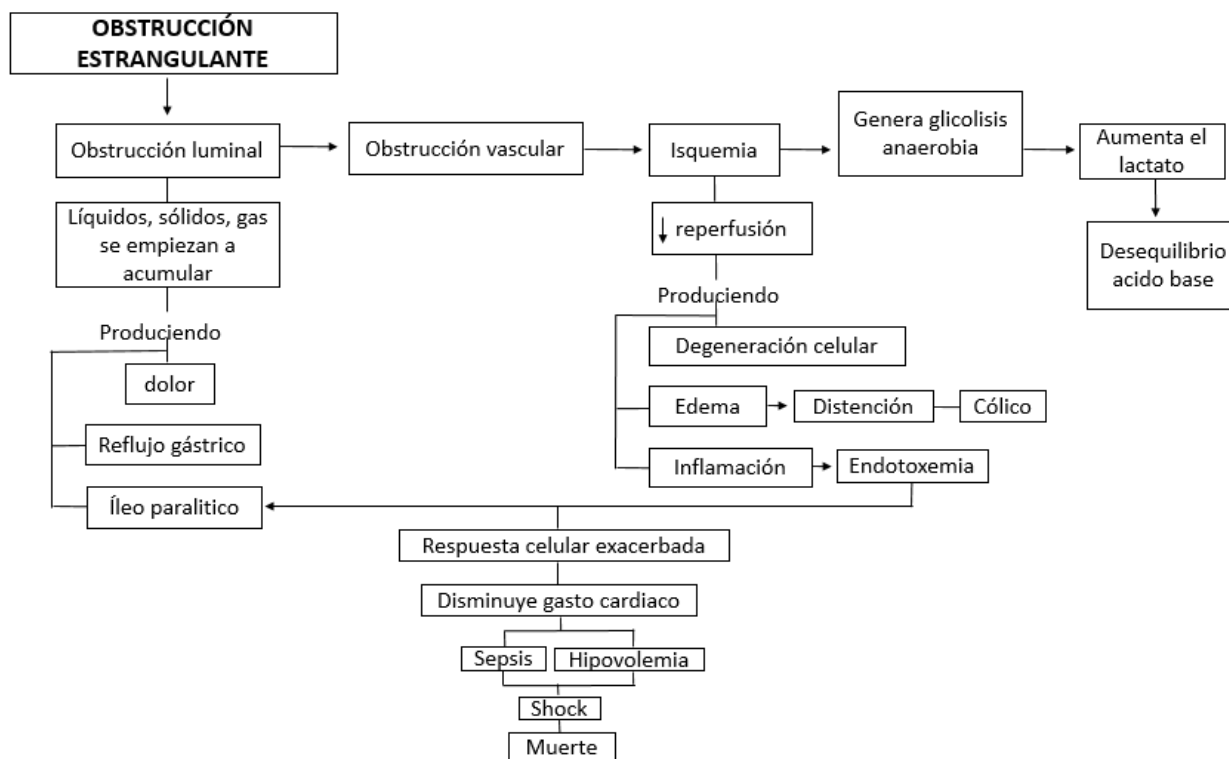 OBSTRUCCIÓN
ESTRANGULANTE
Obstrucción luminal
Obstrucción vascular
Isquemia
Genera glicolisis
anaerobia
Aumenta el
lactato
Líquidos, sólidos, gas
se empiezan a
acumular
↓ reperfusión
Desequilibrio
acido base
Produciendo
dolor
Reflujo gástrico
Íleo paralitico
Produciendo
Degeneración celular
Edema
Distención
Cólico
Inflamación
Endotoxemia
Respuesta celular exacerbada
Disminuye gasto cardiaco
Sepsis
Hipovolemia
Shock
Muerte